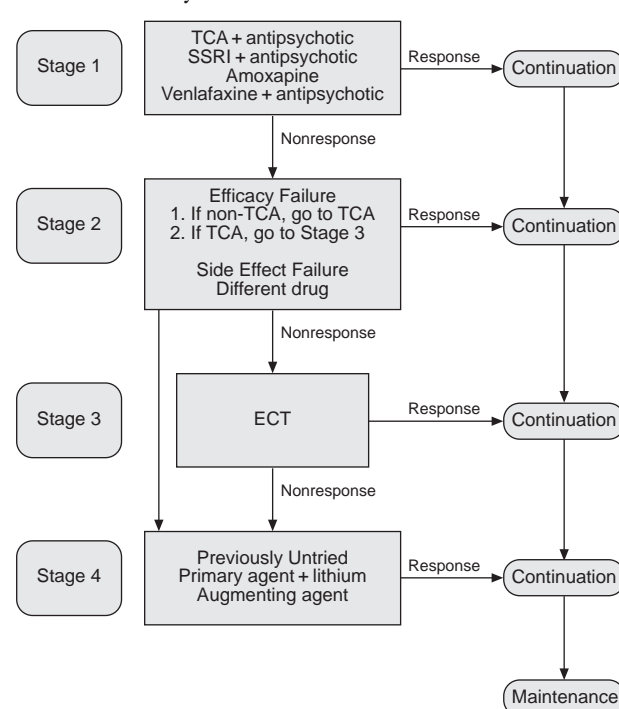 Stage 1
TCA + antipsychotic
SSRI + antipsychotic
Amoxapine
Venlafaxine + antipsychotic
Response
Continuation
Nonresponse
Stage 2
Efficacy Failure
1. If non-TCA, go to TCA
2. If TCA, go to Stage 3
Side Effect Failure
Different drug
Response
Continuation
Nonresponse
Stage 3
ECT
Response
Continuation
Nonresponse
Stage 4
Previously Untried
Primary agent + lithium
Augmenting agent
Response
Continuation
Maintenance